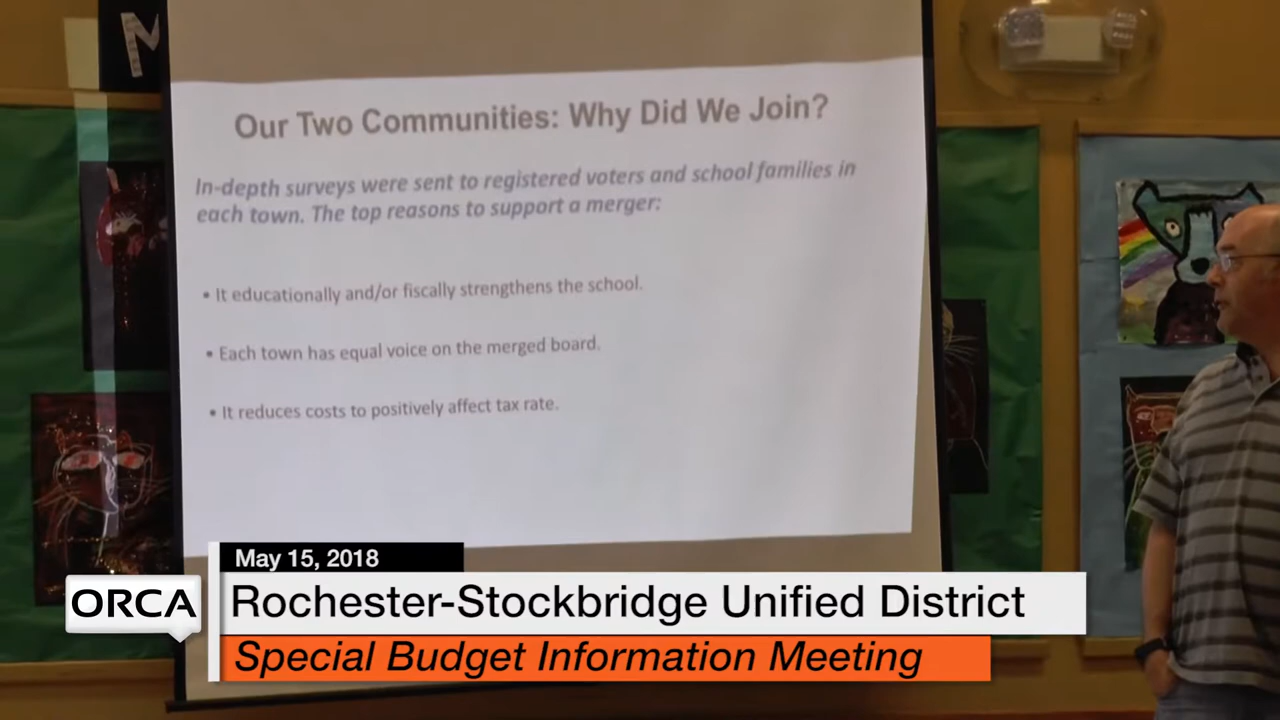 M
Our Two Communities: Why Did We Join?
In-depth surveys were sent to registered voters and school families in
each town. The top reasons to support a merger:
• It educationally and/or fiscally strengthens the school.
• Each town has equal voice on the merged board.
• It reduces costs to positively affect tax rate.
May 15, 2018
ORCA
Rochester-Stockbridge Unified District
Special Budget Information Meeting